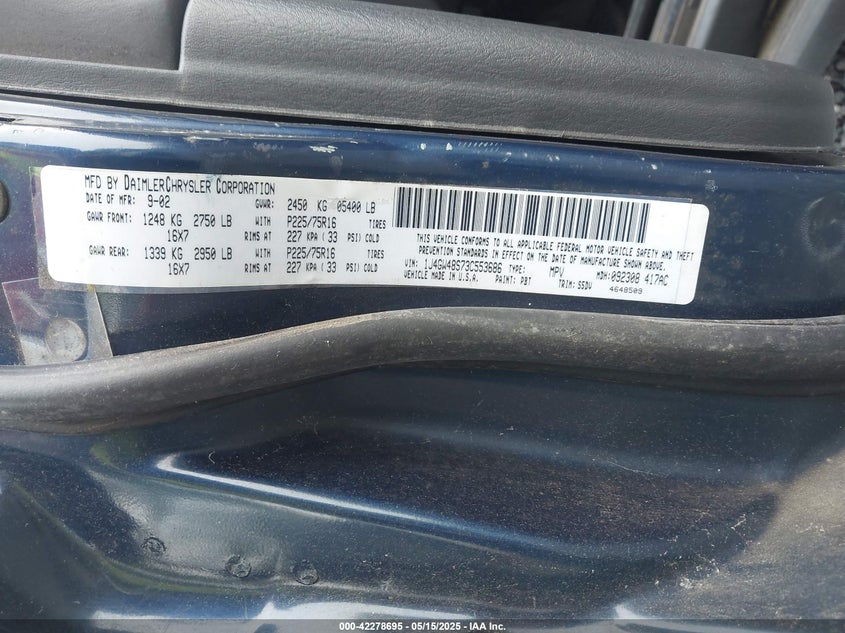 MFD BY DAIMLERCHRYSLER CORPORATION
DATE OF MFR: 9-02 GVWR: 2450 KG 05400 LB
GAWR FRONT: 1248 KG 2750 LB WITH P225/75R16 TIRES
16X7 RIMS AT 227 KPA ( 33 PSI) COLD
GAWR REAR: 1339 KG 2950 LB WITH P225/75R16 TIRES
16X7 RIMS AT 227 KPA ( 33 PSI) COLD
THIS VEHICLE CONFORMS TO ALL APPLICABLE FEDERAL MOTOR VEHICLE SAFETY AND THEFT
PREVENTION STANDARDS IN EFFECT ON THE DATE OF MANUFACTURE SHOWN ABOVE.
VIN: 1J4GW48S73C553686 TYPE: MPV MDH: 092308 417AC
VEHICLE MADE IN U.S.A. PAINT: PBT TRIM: S5DV 4648509
000-42278695 - 05/15/2025 - IAA Inc.